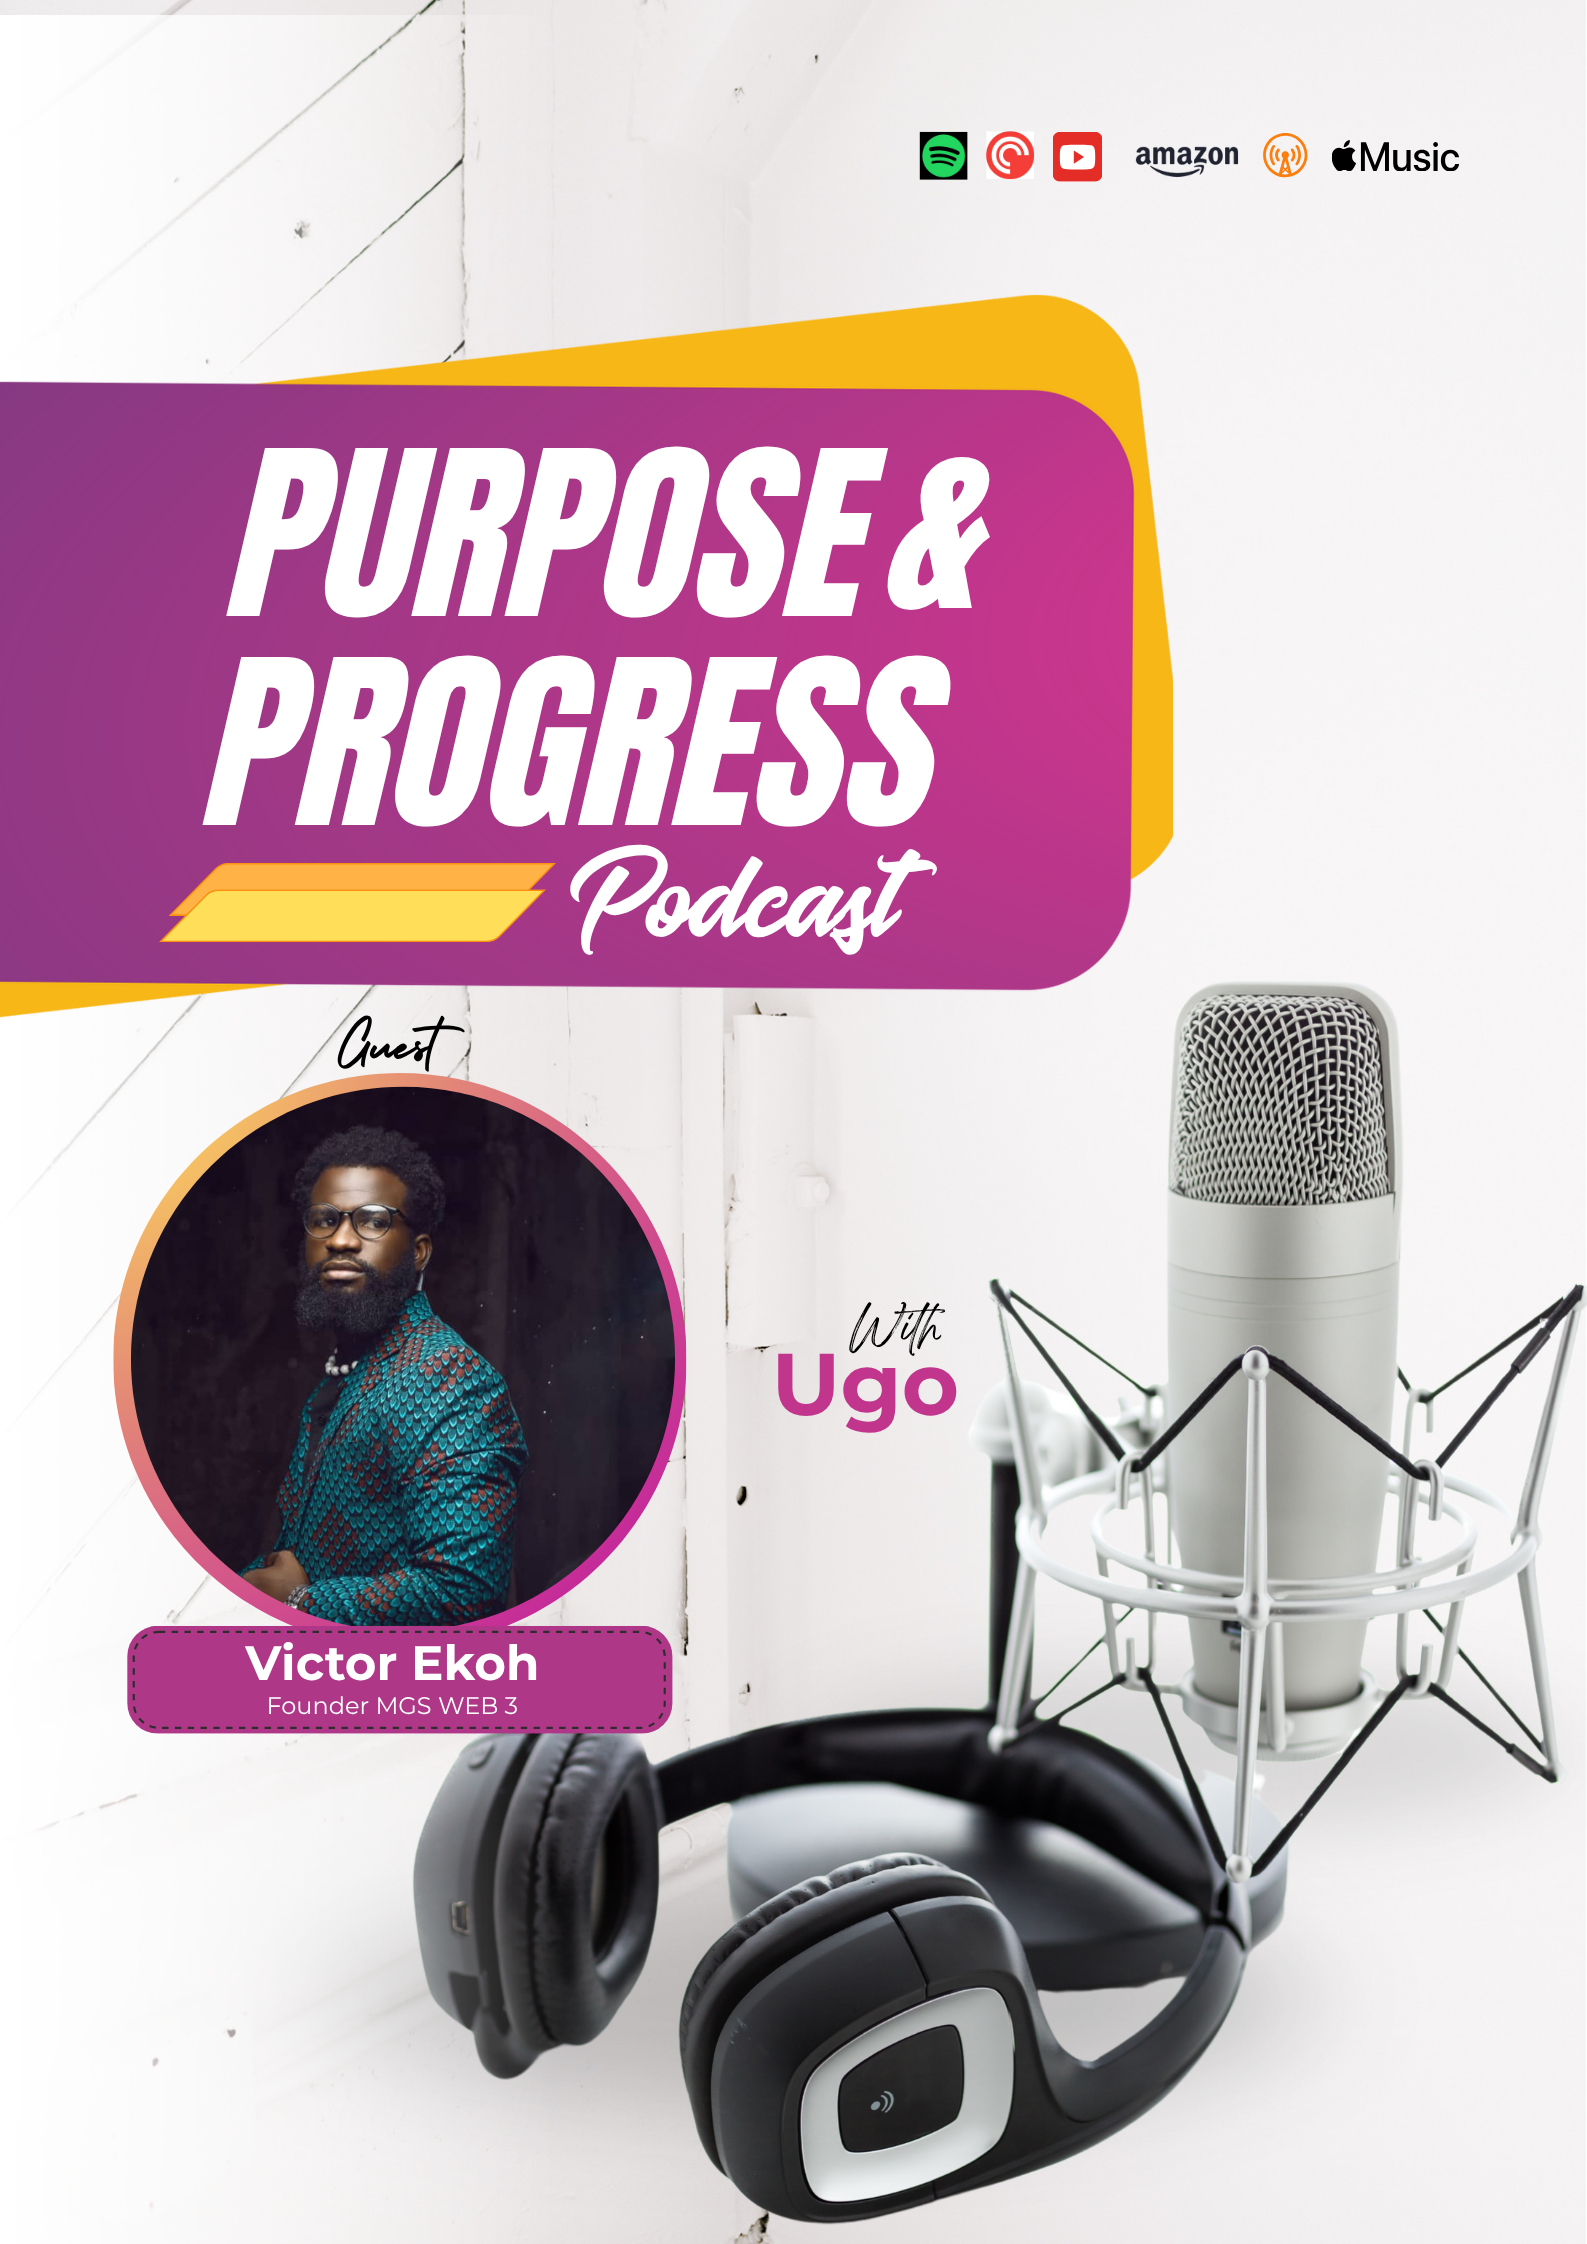 amazon
Music
PURPOSE &
PROGRESS
Podcast
Guest
With
Ugo
Victor Ekoh
Founder MGS WEB 3